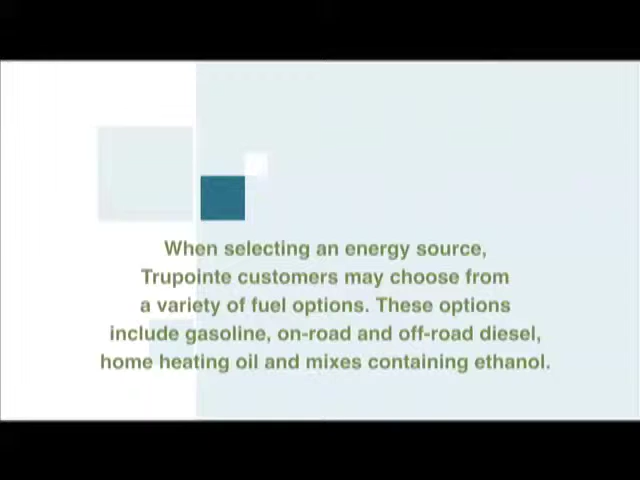 When selecting an energy source,
Trupointe customers may choose from
a variety of fuel options. These options
include gasoline, on-road and off-road diesel,
home heating oil and mixes containing ethanol.